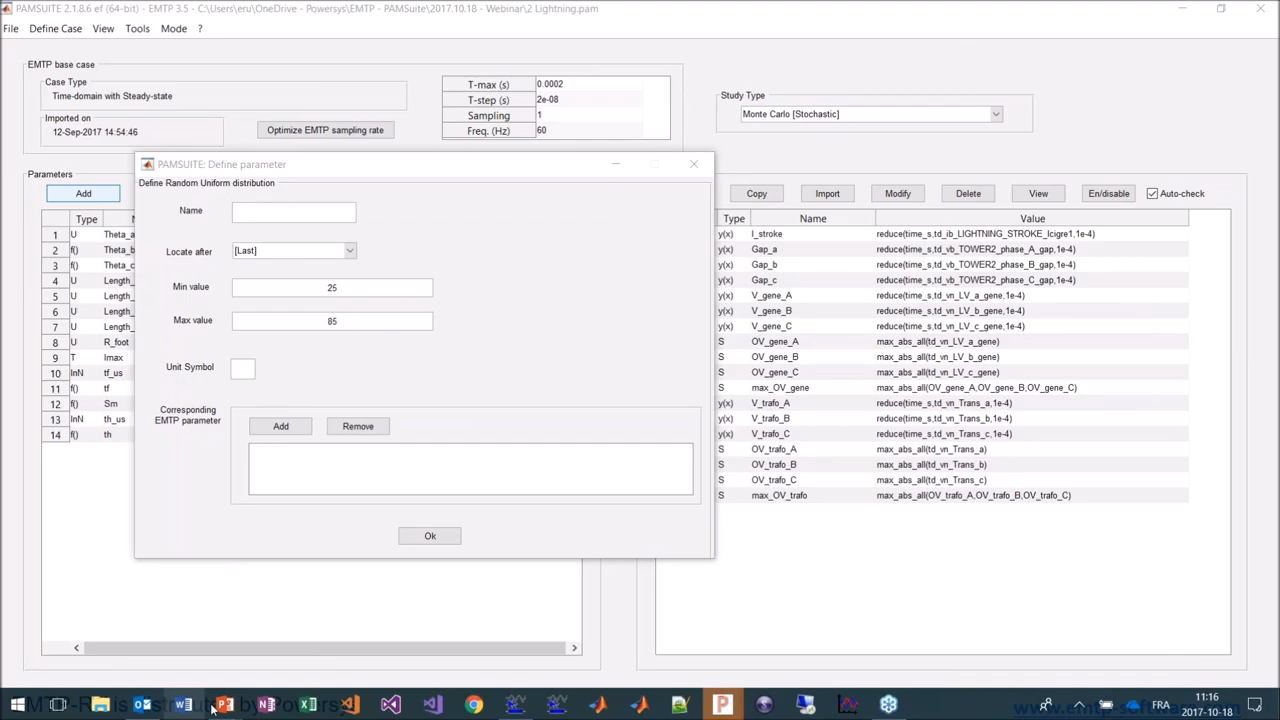 PAMSUITE 2.1.8.6 ef (64-bit) - EMTP 3.5 - C:\Users\eru\OneDrive - Powersys\EMTP - PAMSuite\2017.10.18 - Webinar\2 Lightning.pam
File Define Case View Tools Mode ?
EMTP base case
Case Type
Time-domain with Steady-state
Imported on
12-Sep-2017 14:54:46
Optimize EMTP sampling rate
T-max (s) 0.0002
T-step (s) 2e-08
Sampling 1
Freq. (Hz) 60
Study Type
Monte Carlo [Stochastic]
Parameters
Add
Type N
1 U Theta_a
2 f() Theta_b
3 f() Theta_c
4 U Length_
5 U Length_
6 U Length_
7 U Length_
8 U R_foot
9 T Imax
10 lnN tf_us
11 f() tf
12 f() Sm
13 lnN th_us
14 f() th
PAMSUITE: Define parameter
Define Random Uniform distribution
Name
Locate after [Last]
Min value 25
Max value 85
Unit Symbol
Corresponding
EMTP parameter
Add Remove
Ok
Copy Import Modify Delete View En/disable Auto-check
Type Name Value
y(x) I_stroke reduce(time_s,td_ib_LIGHTNING_STROKE_Icigre1,1e-4)
y(x) Gap_a reduce(time_s,td_vb_TOWER2_phase_A_gap,1e-4)
y(x) Gap_b reduce(time_s,td_vb_TOWER2_phase_B_gap,1e-4)
y(x) Gap_c reduce(time_s,td_vb_TOWER2_phase_C_gap,1e-4)
y(x) V_gene_A reduce(time_s,td_vn_LV_a_gene,1e-4)
y(x) V_gene_B reduce(time_s,td_vn_LV_b_gene,1e-4)
y(x) V_gene_C reduce(time_s,td_vn_LV_c_gene,1e-4)
S OV_gene_A max_abs_all(td_vn_LV_a_gene)
S OV_gene_B max_abs_all(td_vn_LV_b_gene)
S OV_gene_C max_abs_all(td_vn_LV_c_gene)
S max_OV_gene max_abs_all(OV_gene_A,OV_gene_B,OV_gene_C)
y(x) V_trafo_A reduce(time_s,td_vn_Trans_a,1e-4)
y(x) V_trafo_B reduce(time_s,td_vn_Trans_b,1e-4)
y(x) V_trafo_C reduce(time_s,td_vn_Trans_c,1e-4)
S OV_trafo_A max_abs_all(td_vn_Trans_a)
S OV_trafo_B max_abs_all(td_vn_Trans_b)
S OV_trafo_C max_abs_all(td_vn_Trans_c)
S max_OV_trafo max_abs_all(OV_trafo_A,OV_trafo_B,OV_trafo_C)
FRA
11:16
2017-10-18